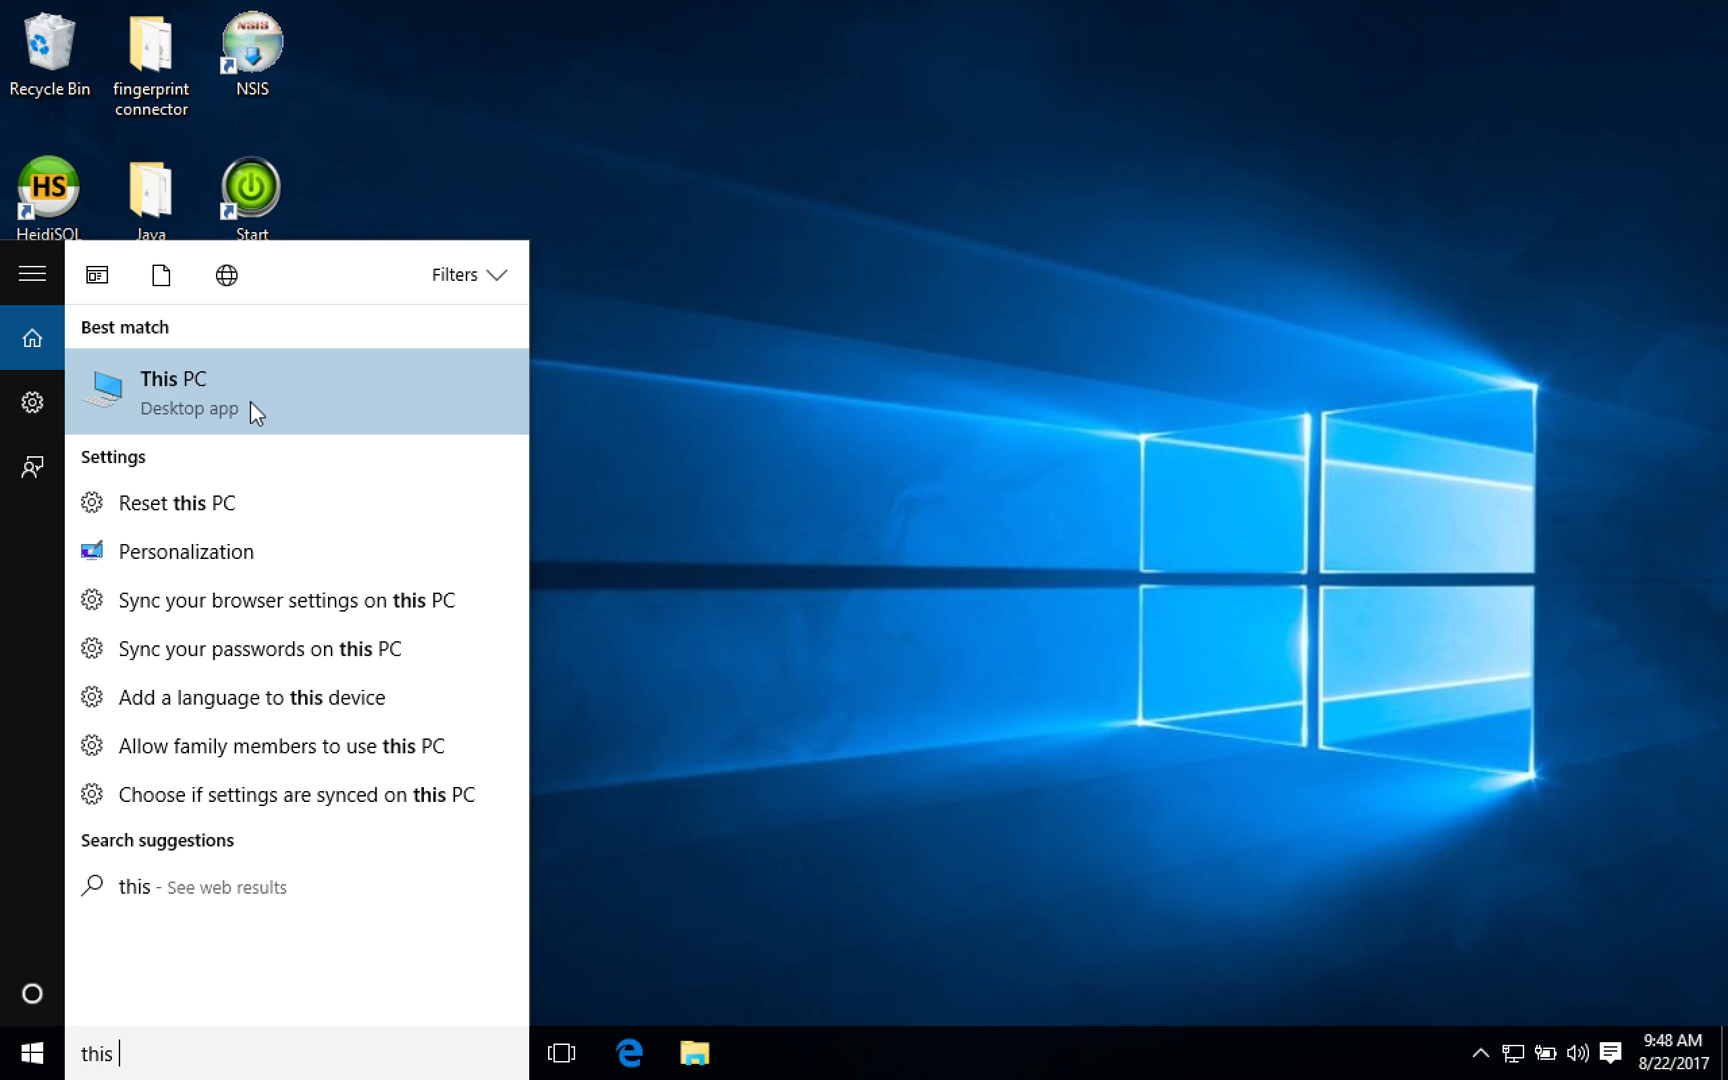 Recycle Bin
fingerprint
connector
NSIS
NSIS
HS
HeidiSQL
Java
Start
Filters
Best match
This PC
Desktop app
Settings
Reset this PC
Personalization
Sync your browser settings on this PC
Sync your passwords on this PC
Add a language to this device
Allow family members to use this PC
Choose if settings are synced on this PC
Search suggestions
this - See web results
this
9:48 AM
8/22/2017